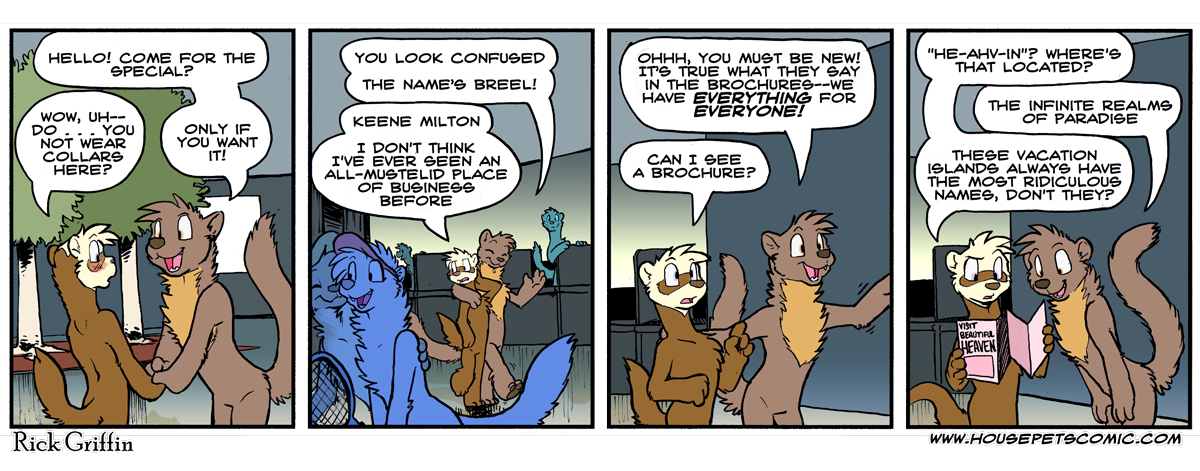 HELLO! COME FOR THE
SPECIAL?
WOW, UH--
DO . . . YOU
NOT WEAR
COLLARS
HERE?
ONLY IF
YOU WANT
IT!
YOU LOOK CONFUSED
THE NAME'S BREEL!
KEENE MILTON
I DON'T THINK
I'VE EVER SEEN AN
ALL-MUSTELID PLACE
OF BUSINESS
BEFORE
OHHH, YOU MUST BE NEW!
IT'S TRUE WHAT THEY SAY
IN THE BROCHURES--WE
HAVE EVERYTHING FOR
EVERYONE!
CAN I SEE
A BROCHURE?
"HE-AHV-IN"? WHERE'S
THAT LOCATED?
THE INFINITE REALMS
OF PARADISE
THESE VACATION
ISLANDS ALWAYS HAVE
THE MOST RIDICULOUS
NAMES, DON'T THEY?
VISIT
BEAUTIFUL
HEAVEN
Rick Griffin
WWW.HOUSEPETSCOMIC.COM